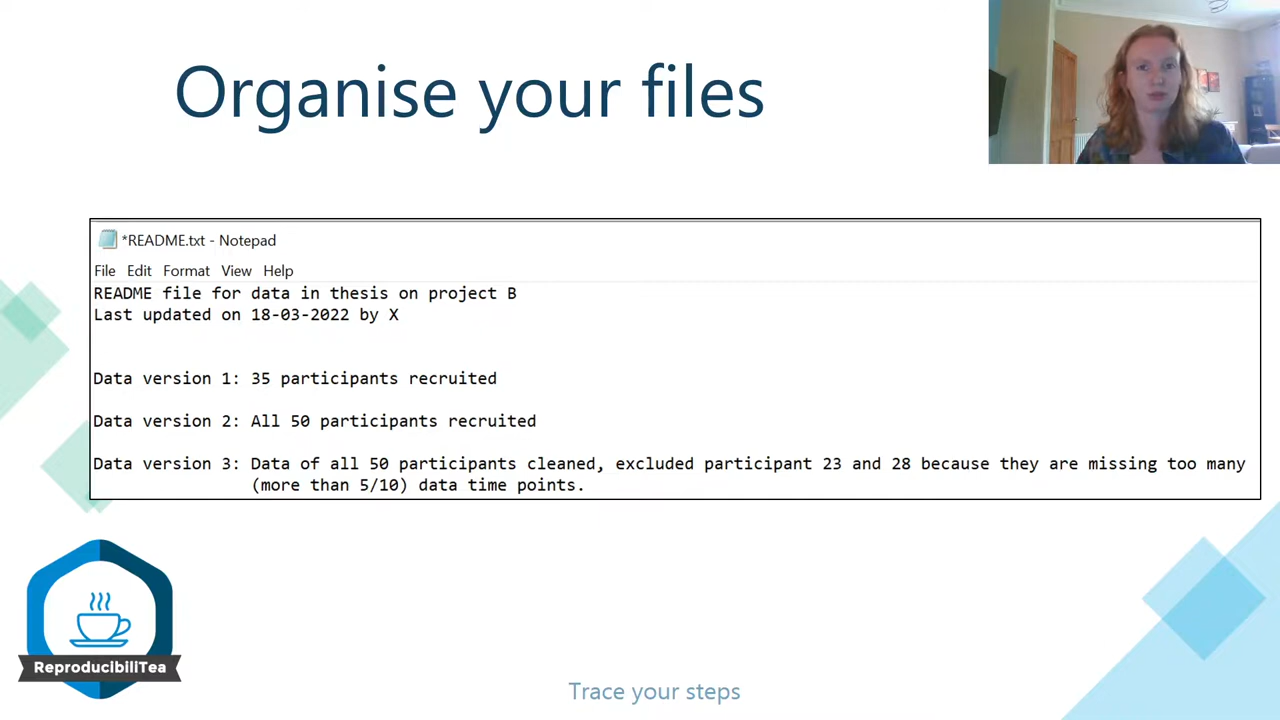 Organise your files
*README.txt - Notepad
File Edit Format View Help
README file for data in thesis on project B
Last updated on 18-03-2022 by X
Data version 1: 35 participants recruited
Data version 2: All 50 participants recruited
Data version 3: Data of all 50 participants cleaned, excluded participant 23 and 28 because they are missing too many
(more than 5/10) data time points.
ReproducibiliTea
Trace your steps